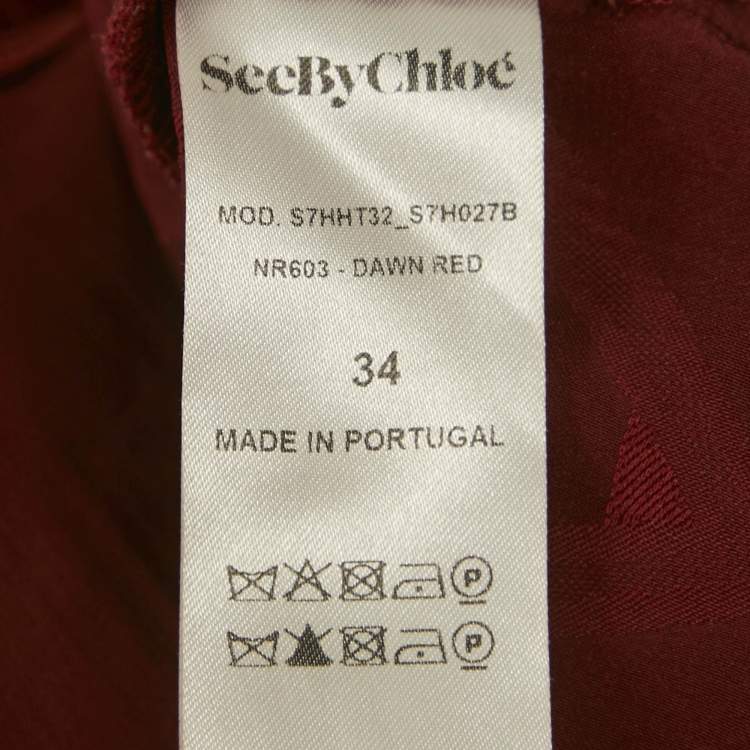 SeeByChloé
MOD. S7HHT32_S7H027B
NR603 - DAWN RED
34
MADE IN PORTUGAL
P
P